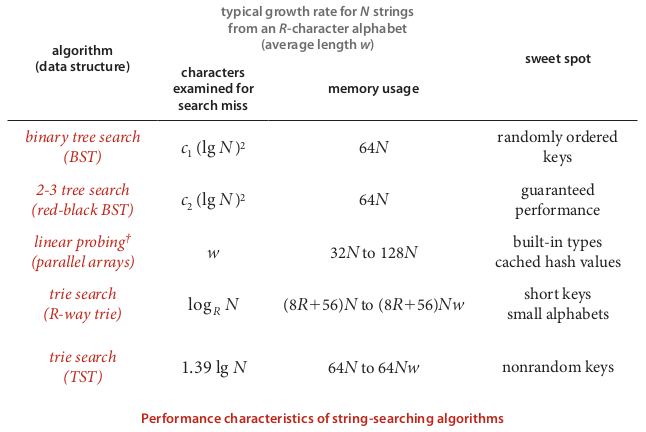 typical growth rate for N strings
from an R-character alphabet
(average length w)
algorithm
(data structure)
characters
examined for
search miss
memory usage
sweet spot
binary tree search
(BST)
c₁ (lg N)²
64N
randomly ordered
keys
2-3 tree search
(red-black BST)
c₂ (lg N)²
64N
guaranteed
performance
linear probing†
(parallel arrays)
w
32N to 128N
built-in types
cached hash values
trie search
(R-way trie)
log_R N
(8R+56)N to (8R+56)Nw
short keys
small alphabets
trie search
(TST)
1.39 lg N
64N to 64Nw
nonrandom keys
Performance characteristics of string-searching algorithms